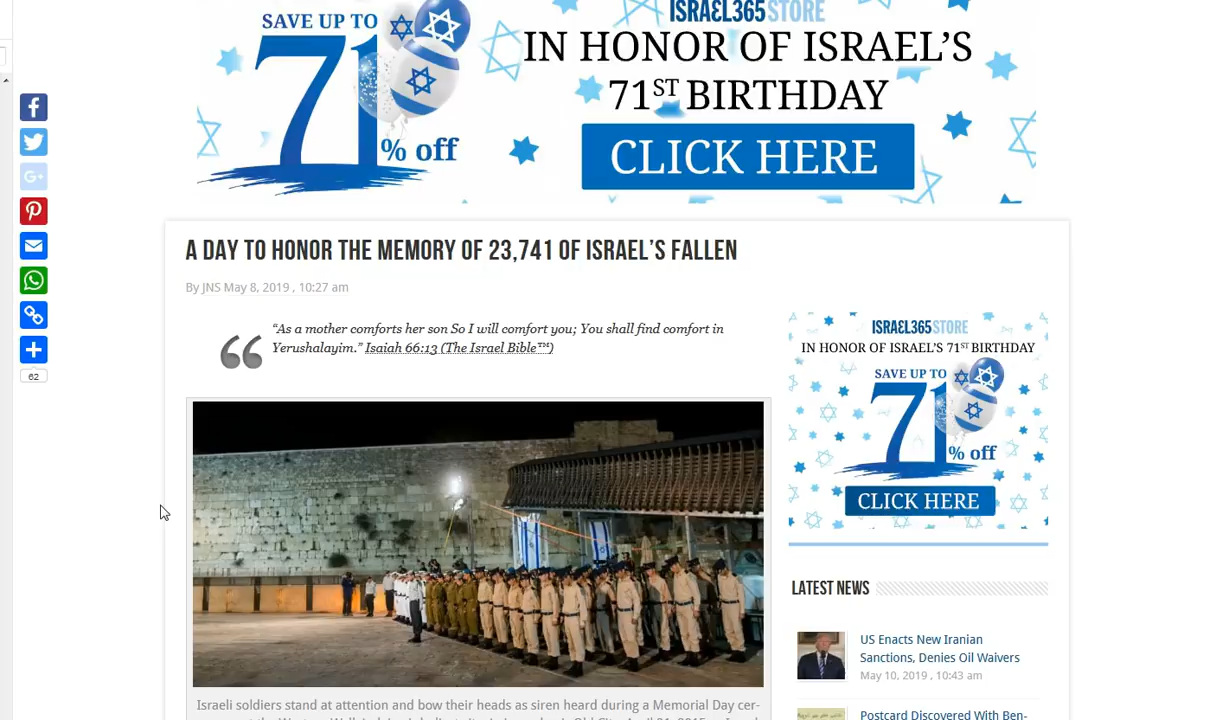 SAVE UP TO
71
% off
ISRAEL365 STORE
IN HONOR OF ISRAEL'S
71ST BIRTHDAY
CLICK HERE
A DAY TO HONOR THE MEMORY OF 23,741 OF ISRAEL'S FALLEN
By JNS May 8, 2019 , 10:27 am
“As a mother comforts her son So I will comfort you; You shall find comfort in
Yerushalayim.” Isaiah 66:13 (The Israel Bible™)
62
Israeli soldiers stand at attention and bow their heads as siren heard during a Memorial Day cer-
ISRAEL365 STORE
IN HONOR OF ISRAEL'S 71ST BIRTHDAY
SAVE UP TO
71
% off
CLICK HERE
LATEST NEWS
US Enacts New Iranian
Sanctions, Denies Oil Waivers
May 10, 2019 , 10:43 am
Postcard Discovered With Ben-